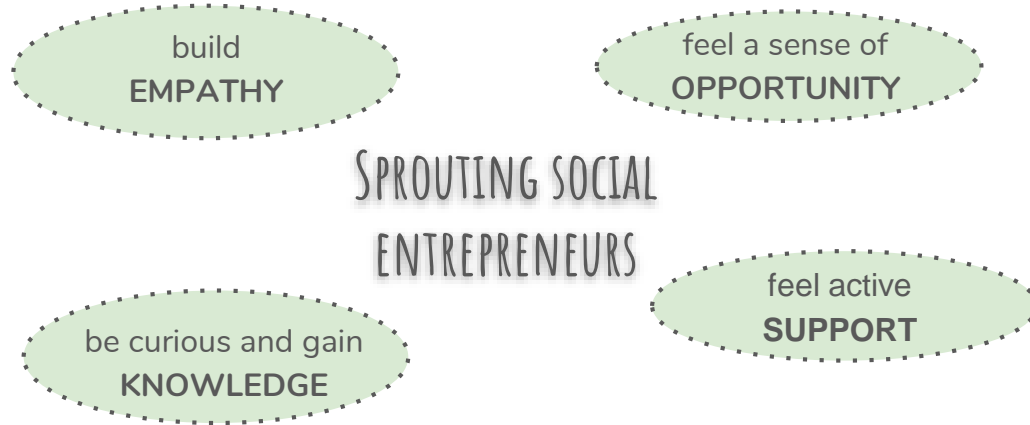 build
EMPATHY
feel a sense of
OPPORTUNITY
Sprouting social
entrepreneurs
be curious and gain
KNOWLEDGE
feel active
SUPPORT